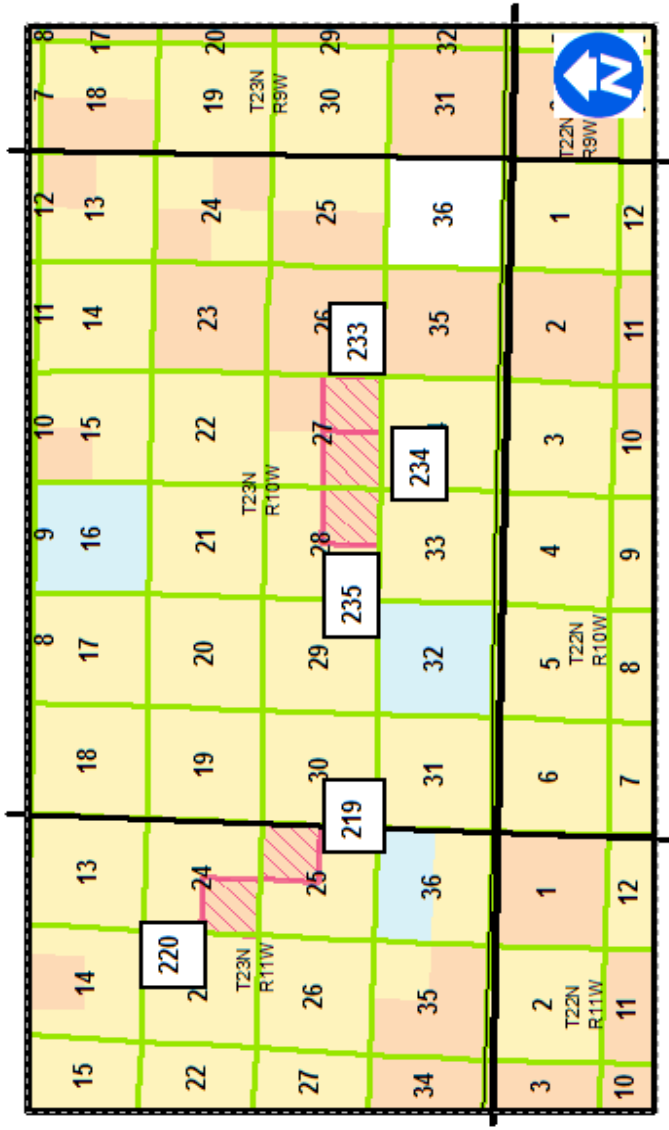 8 9 10 11 12 7 8
15 14 13 18 17 16 15 14 13 18 17
220
22 24 19 20 21 22 23 24 19 20
T23N
R11W
T23N
R10W
T23N
R9W
27 26 25 30 29 28 27 26 25 30 29
219
235
233
34 35 36 31 32 33 35 36 31 32
234
3 2 1 6 5 4 3 2 1
T22N
R11W
T22N
R10W
T22N
R9W
10 11 12 7 8 9 10 11 12
N